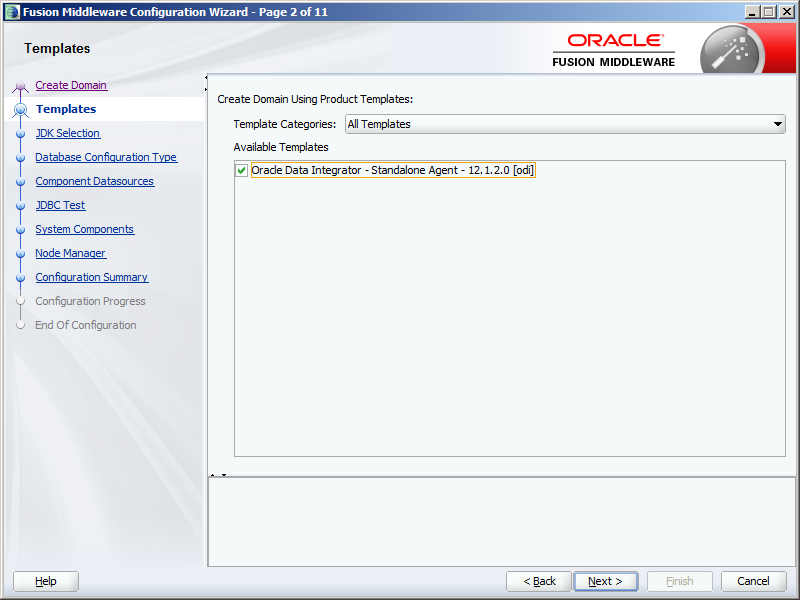 Fusion Middleware Configuration Wizard - Page 2 of 11
Templates
ORACLE
FUSION MIDDLEWARE
Create Domain
Templates
JDK Selection
Database Configuration Type
Component Datasources
JDBC Test
System Components
Node Manager
Configuration Summary
Configuration Progress
End Of Configuration
Create Domain Using Product Templates:
Template Categories: All Templates
Available Templates
Oracle Data Integrator - Standalone Agent - 12.1.2.0 [odi]
Help
< Back
Next >
Finish
Cancel